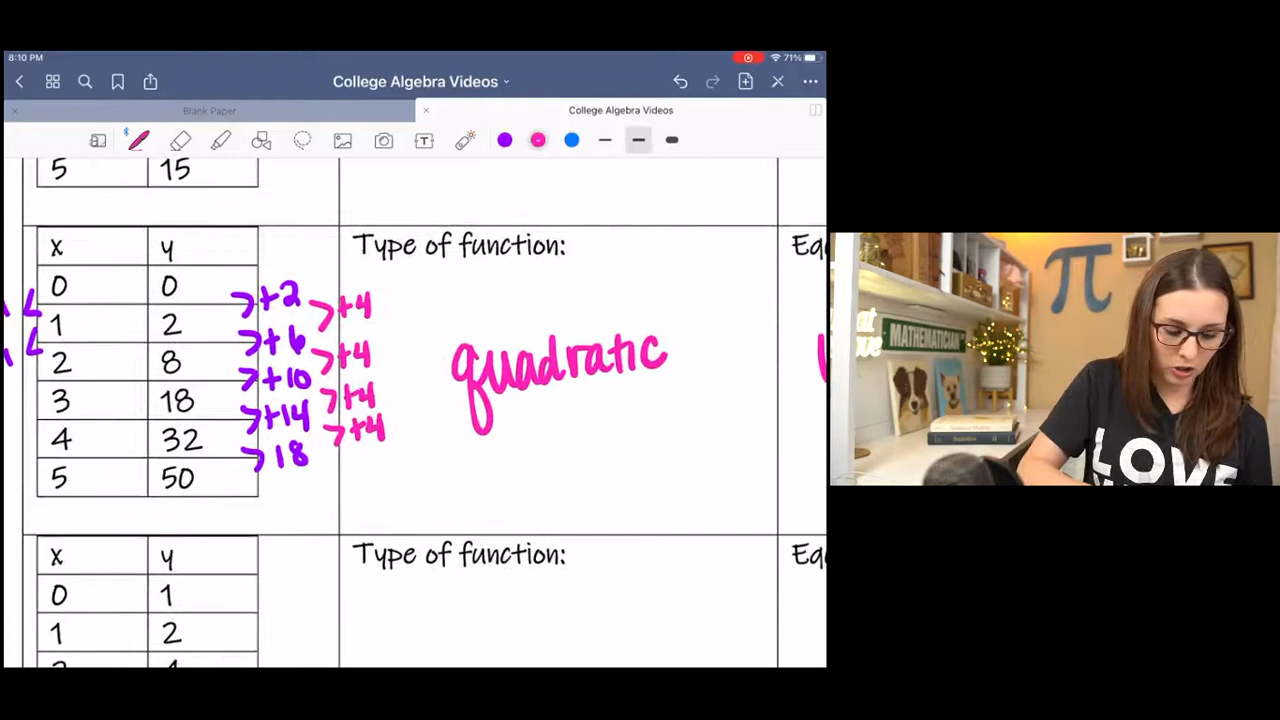 8:10 PM
71%
College Algebra Videos
Blank Paper
College Algebra Videos
5 15
x y Type of function:
0 0
1 2
2 8
3 18
4 32
5 50
>+2 >+4
>+6 >+4
>+10 >+4
>+14 >+4
>18
quadratic
x y Type of function:
0 1
1 2
π
MATHEMATICIAN
LOVE